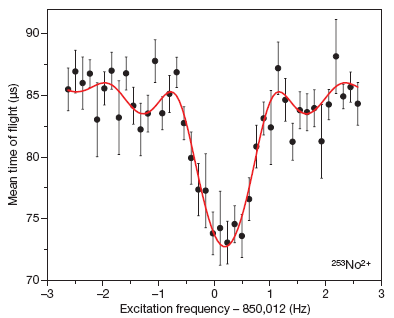 90
85
80
75
70
Mean time of flight (µs)
²⁵³No²⁺
−3 −2 −1 0 1 2 3
Excitation frequency – 850,012 (Hz)